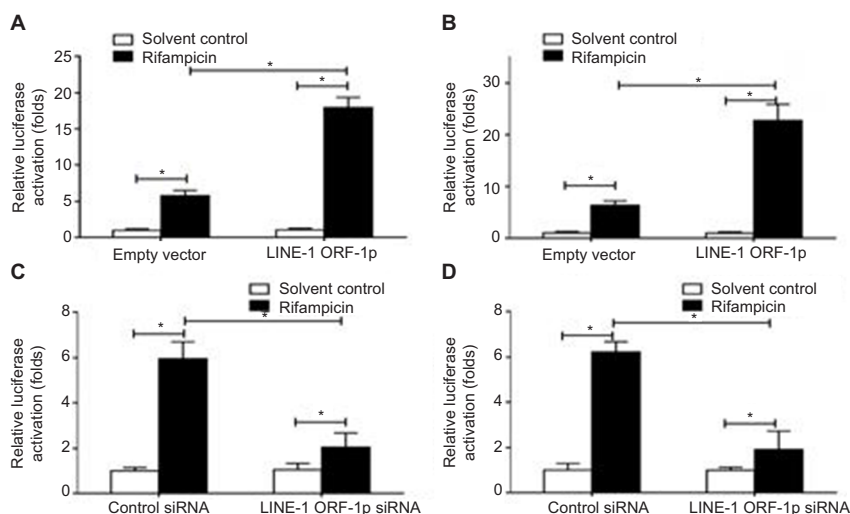 A
Solvent control
Rifampicin
Relative luciferase
activation (folds)
25
20
15
10
5
0
*
*
*
Empty vector
LINE-1 ORF-1p
B
Solvent control
Rifampicin
Relative luciferase
activation (folds)
30
20
10
0
*
*
*
Empty vector
LINE-1 ORF-1p
C
Solvent control
Rifampicin
Relative luciferase
activation (folds)
8
6
4
2
0
*
*
*
Control siRNA
LINE-1 ORF-1p siRNA
D
Solvent control
Rifampicin
Relative luciferase
activation (folds)
8
6
4
2
0
*
*
*
Control siRNA
LINE-1 ORF-1p siRNA